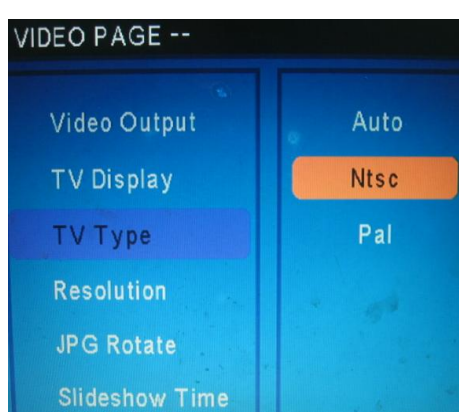 VIDEO PAGE --
Video Output
TV Display
TV Type
Resolution
JPG Rotate
Slideshow Time
Auto
Ntsc
Pal